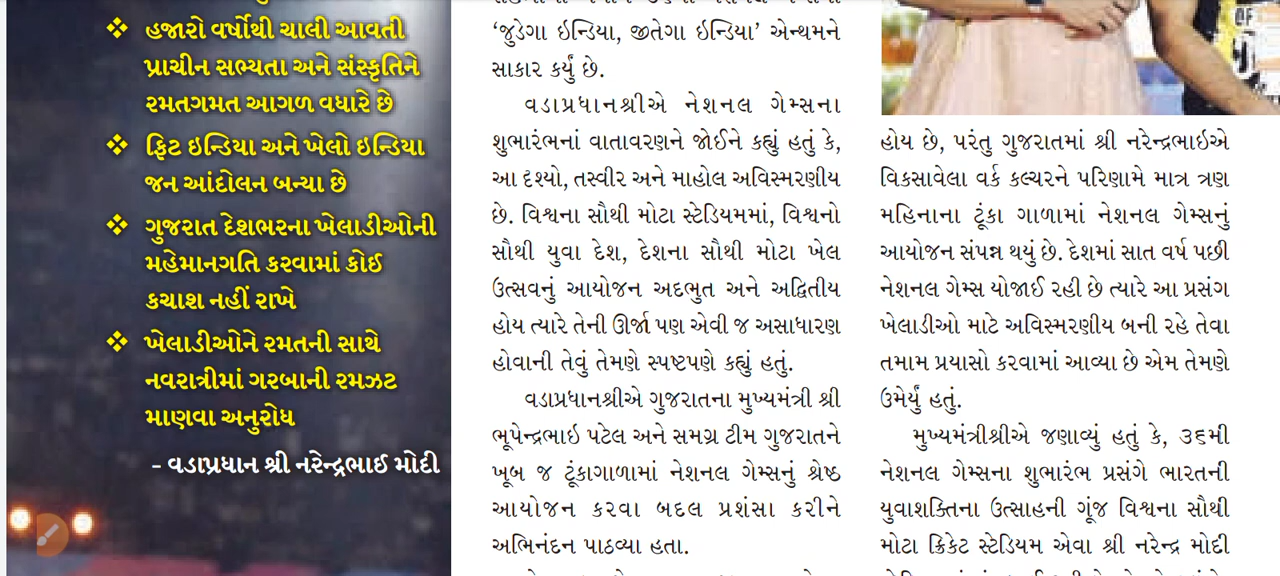 ❖ હજારો વર્ષોથી ચાલી આવતી
પ્રાચીન સભ્યતા અને સંસ્કૃતિને
રમતગમત આગળ વધારે છે
❖ ફિટ ઇન્ડિયા અને ખેલો ઇન્ડિયા
જન આંદોલન બન્યા છે
❖ ગુજરાત દેશભરના ખેલાડીઓની
મહેમાનગતિ કરવામાં કોઈ
કચાશ નહીં રાખે
❖ ખેલાડીઓને રમતની સાથે
નવરાત્રીમાં ગરબાની રમઝટ
માણવા અનુરોધ
- વડાપ્રધાન શ્રી નરેન્દ્રભાઈ મોદી
‘જુડેગા ઇન્ડિયા, જીતેગા ઇન્ડિયા’ એન્થમને
સાકાર કર્યું છે.
વડાપ્રધાનશ્રીએ નેશનલ ગેમ્સના
શુભારંભનાં વાતાવરણને જોઈને કહ્યું હતું કે,
આ દૃશ્યો, તસ્વીર અને માહોલ અવિસ્મરણીય
છે. વિશ્વના સૌથી મોટા સ્ટેડિયમમાં, વિશ્વનો
સૌથી યુવા દેશ, દેશના સૌથી મોટા ખેલ
ઉત્સવનું આયોજન અદભુત અને અદ્વિતીય
હોય ત્યારે તેની ઊર્જા પણ એવી જ અસાધારણ
હોવાની તેવું તેમણે સ્પષ્ટપણે કહ્યું હતું.
વડાપ્રધાનશ્રીએ ગુજરાતના મુખ્યમંત્રી શ્રી
ભૂપેન્દ્રભાઇ પટેલ અને સમગ્ર ટીમ ગુજરાતને
ખૂબ જ ટૂંકાગાળામાં નેશનલ ગેમ્સનું શ્રેષ્ઠ
આયોજન કરવા બદલ પ્રશંસા કરીને
અભિનંદન પાઠવ્યા હતા.
OF
હોય છે, પરંતુ ગુજરાતમાં શ્રી નરેન્દ્રભાઇએ
વિકસાવેલા વર્ક કલ્ચરને પરિણામે માત્ર ત્રણ
મહિનાના ટૂંકા ગાળામાં નેશનલ ગેમ્સનું
આયોજન સંપન્ન થયું છે. દેશમાં સાત વર્ષ પછી
નેશનલ ગેમ્સ યોજાઈ રહી છે ત્યારે આ પ્રસંગ
ખેલાડીઓ માટે અવિસ્મરણીય બની રહે તેવા
તમામ પ્રયાસો કરવામાં આવ્યા છે એમ તેમણે
ઉમેર્યું હતું.
મુખ્યમંત્રીશ્રીએ જણાવ્યું હતું કે, ૩૬મી
નેશનલ ગેમ્સના શુભારંભ પ્રસંગે ભારતની
યુવાશક્તિના ઉત્સાહની ગૂંજ વિશ્વના સૌથી
મોટા ક્રિકેટ સ્ટેડિયમ એવા શ્રી નરેન્દ્ર મોદી